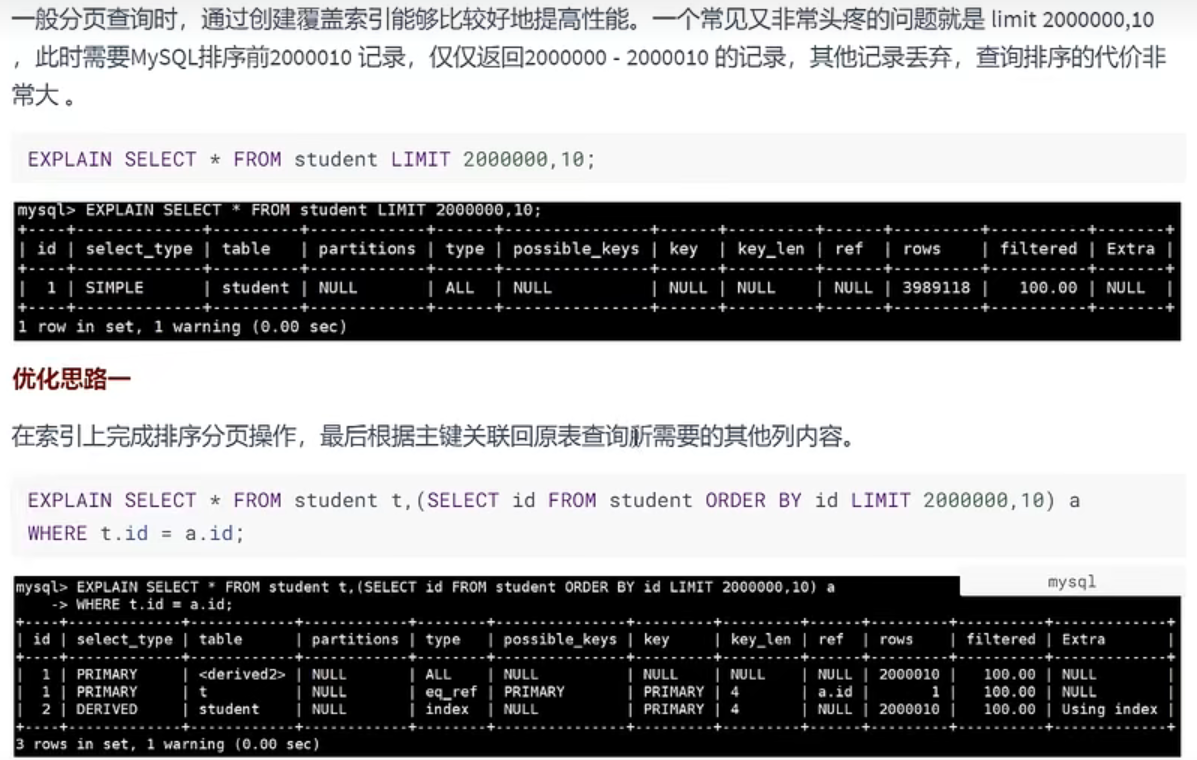 一般分页查询时，通过创建覆盖索引能够比较好地提高性能。一个常见又非常头疼的问题就是 limit 2000000,10
，此时需要MySQL排序前2000010 记录，仅仅返回2000000 - 2000010 的记录，其他记录丢弃，查询排序的代价非
常大 。
EXPLAIN SELECT * FROM student LIMIT 2000000,10;
mysql> EXPLAIN SELECT * FROM student LIMIT 2000000,10;
+----+-------------+---------+------------+------+---------------+------+---------+------+---------+----------+-------+
| id | select_type | table   | partitions | type | possible_keys | key  | key_len | ref  | rows    | filtered | Extra |
+----+-------------+---------+------------+------+---------------+------+---------+------+---------+----------+-------+
|  1 | SIMPLE      | student | NULL       | ALL  | NULL          | NULL | NULL    | NULL | 3989118 |   100.00 | NULL  |
+----+-------------+---------+------------+------+---------------+------+---------+------+---------+----------+-------+
1 row in set, 1 warning (0.00 sec)
优化思路一
在索引上完成排序分页操作，最后根据主键关联回原表查询所需要的其他列内容。
EXPLAIN SELECT * FROM student t,(SELECT id FROM student ORDER BY id LIMIT 2000000,10) a
WHERE t.id = a.id;
mysql
mysql> EXPLAIN SELECT * FROM student t,(SELECT id FROM student ORDER BY id LIMIT 2000000,10) a
    -> WHERE t.id = a.id;
+----+-------------+------------+------------+--------+---------------+---------+---------+------+---------+----------+-------------+
| id | select_type | table      | partitions | type   | possible_keys | key     | key_len | ref  | rows    | filtered | Extra       |
+----+-------------+------------+------------+--------+---------------+---------+---------+------+---------+----------+-------------+
|  1 | PRIMARY     | <derived2> | NULL       | ALL    | NULL          | NULL    | NULL    | NULL | 2000010 |   100.00 | NULL        |
|  1 | PRIMARY     | t          | NULL       | eq_ref | PRIMARY       | PRIMARY | 4       | a.id |       1 |   100.00 | NULL        |
|  2 | DERIVED     | student    | NULL       | index  | NULL          | PRIMARY | 4       | NULL | 2000010 |   100.00 | Using index |
+----+-------------+------------+------------+--------+---------------+---------+---------+------+---------+----------+-------------+
3 rows in set, 1 warning (0.00 sec)